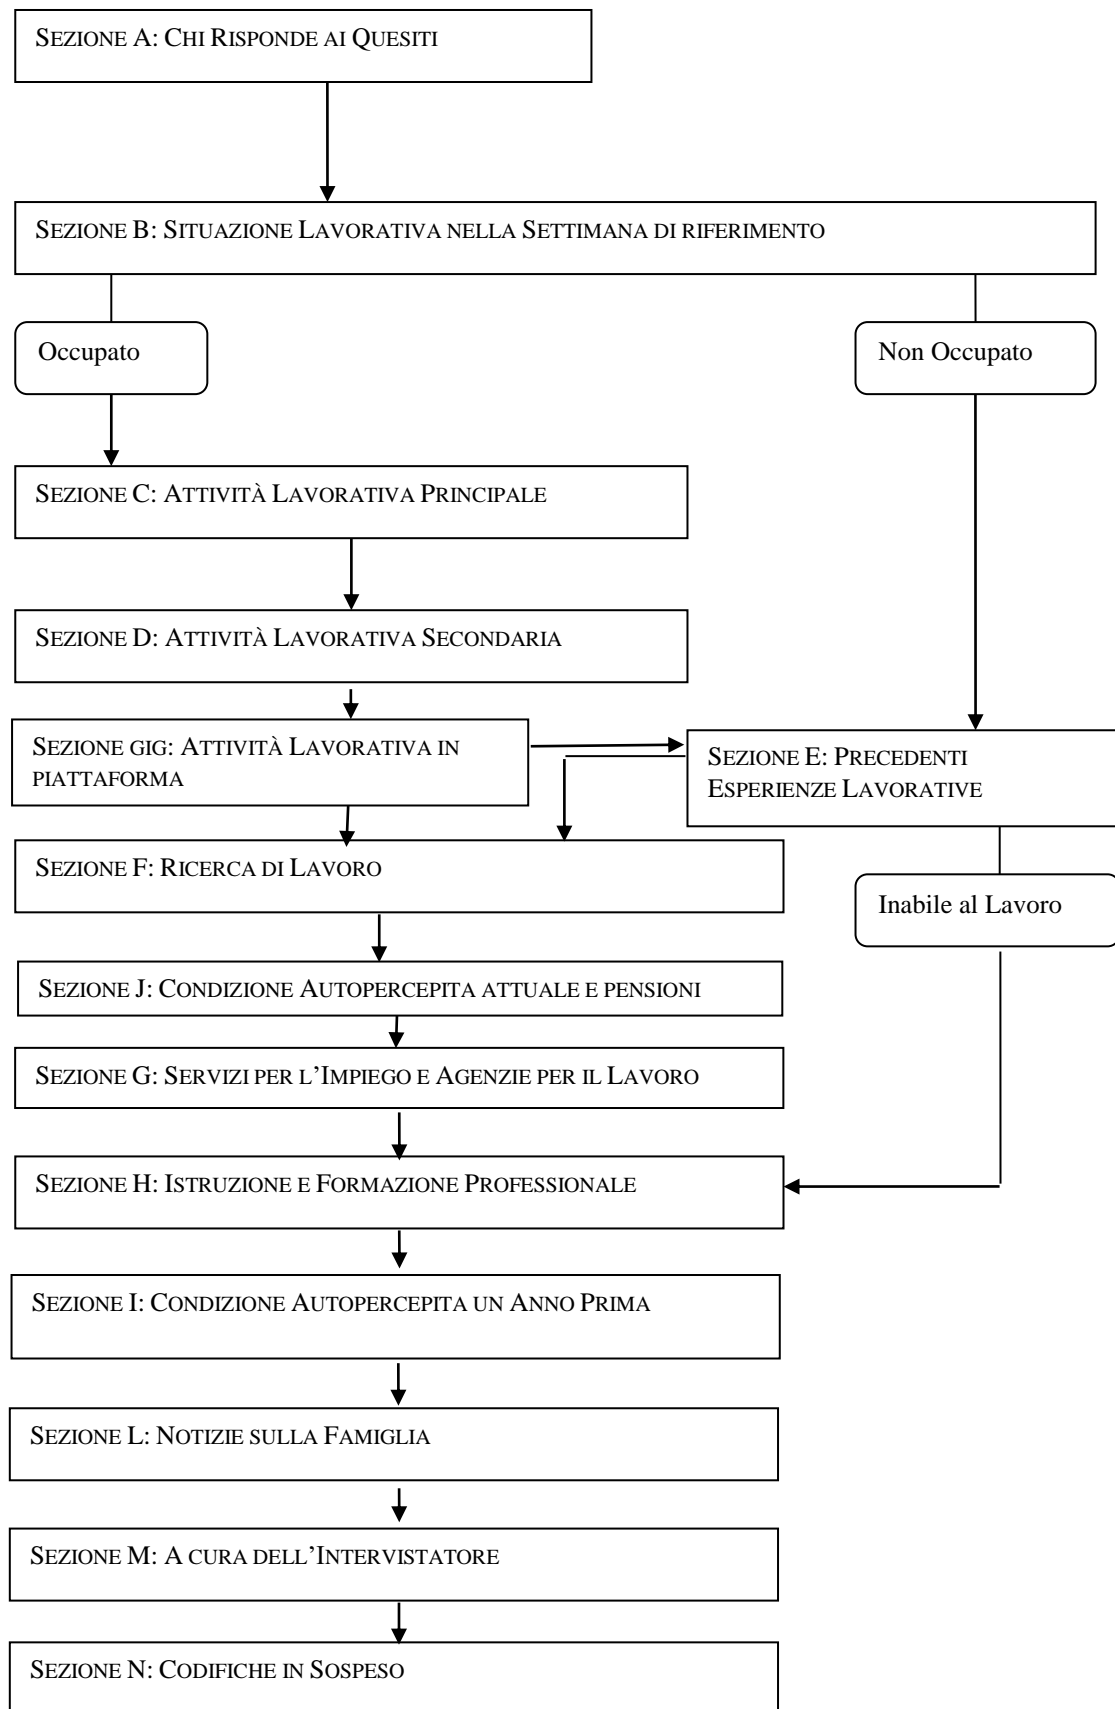 SEZIONE A: CHI RISPONDE AI QUESITI
SEZIONE B: SITUAZIONE LAVORATIVA NELLA SETTIMANA DI RIFERIMENTO
Occupato
Non Occupato
SEZIONE C: ATTIVITÀ LAVORATIVA PRINCIPALE
SEZIONE D: ATTIVITÀ LAVORATIVA SECONDARIA
SEZIONE GIG: ATTIVITÀ LAVORATIVA IN
PIATTAFORMA
SEZIONE E: PRECEDENTI
ESPERIENZE LAVORATIVE
SEZIONE F: RICERCA DI LAVORO
Inabile al Lavoro
SEZIONE J: CONDIZIONE AUTOPERCEPITA ATTUALE E PENSIONI
SEZIONE G: SERVIZI PER L'IMPIEGO E AGENZIE PER IL LAVORO
SEZIONE H: ISTRUZIONE E FORMAZIONE PROFESSIONALE
SEZIONE I: CONDIZIONE AUTOPERCEPITA UN ANNO PRIMA
SEZIONE L: NOTIZIE SULLA FAMIGLIA
SEZIONE M: A CURA DELL'INTERVISTATORE
SEZIONE N: CODIFICHE IN SOSPESO